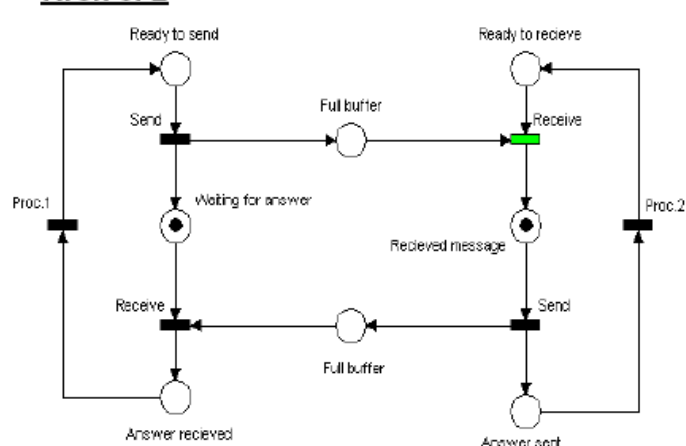 Ready to send
Ready to recieve
Full buffer
Send
Receive
Proc.1
Waiting for answer
Proc.2
Recieved message
Receive
Send
Full buffer
Answer recieved
Answer sent